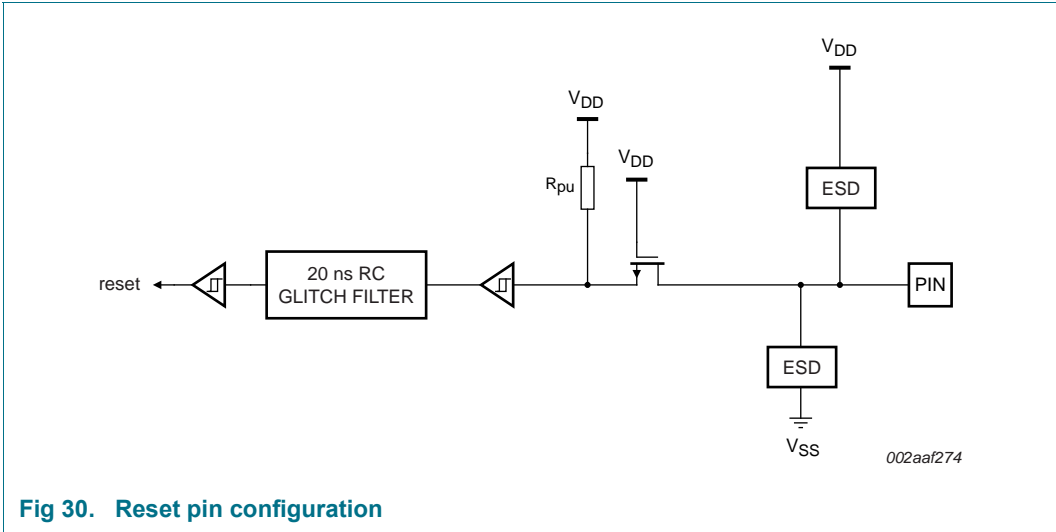 VDD
VDD
VDD
Rpu
ESD
reset
20 ns RC
GLITCH FILTER
PIN
ESD
VSS
002aaf274
Fig 30. Reset pin configuration